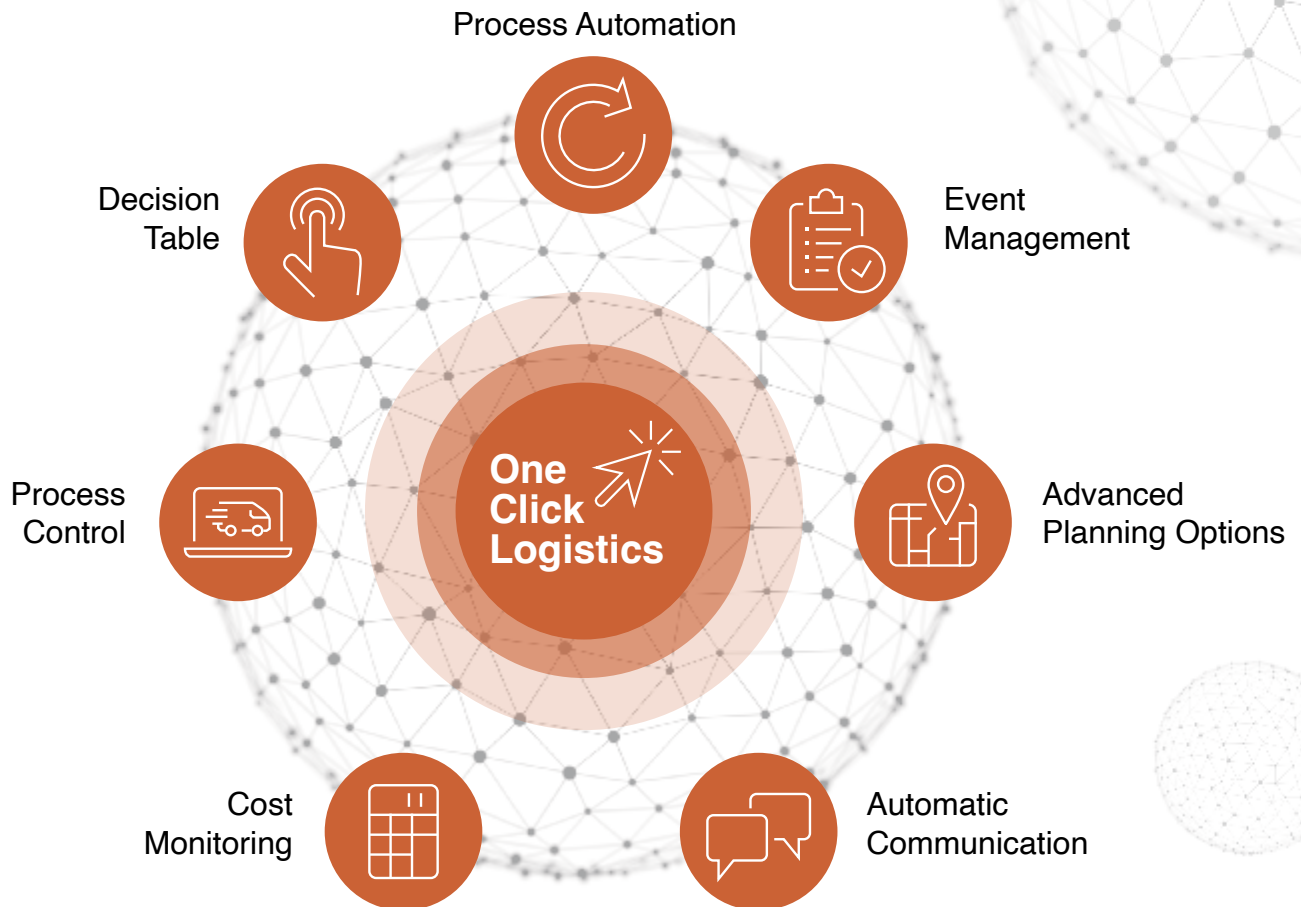 Process Automation
Decision
Table
Event
Management
One
Click
Logistics
Process
Control
Advanced
Planning Options
Cost
Monitoring
Automatic
Communication